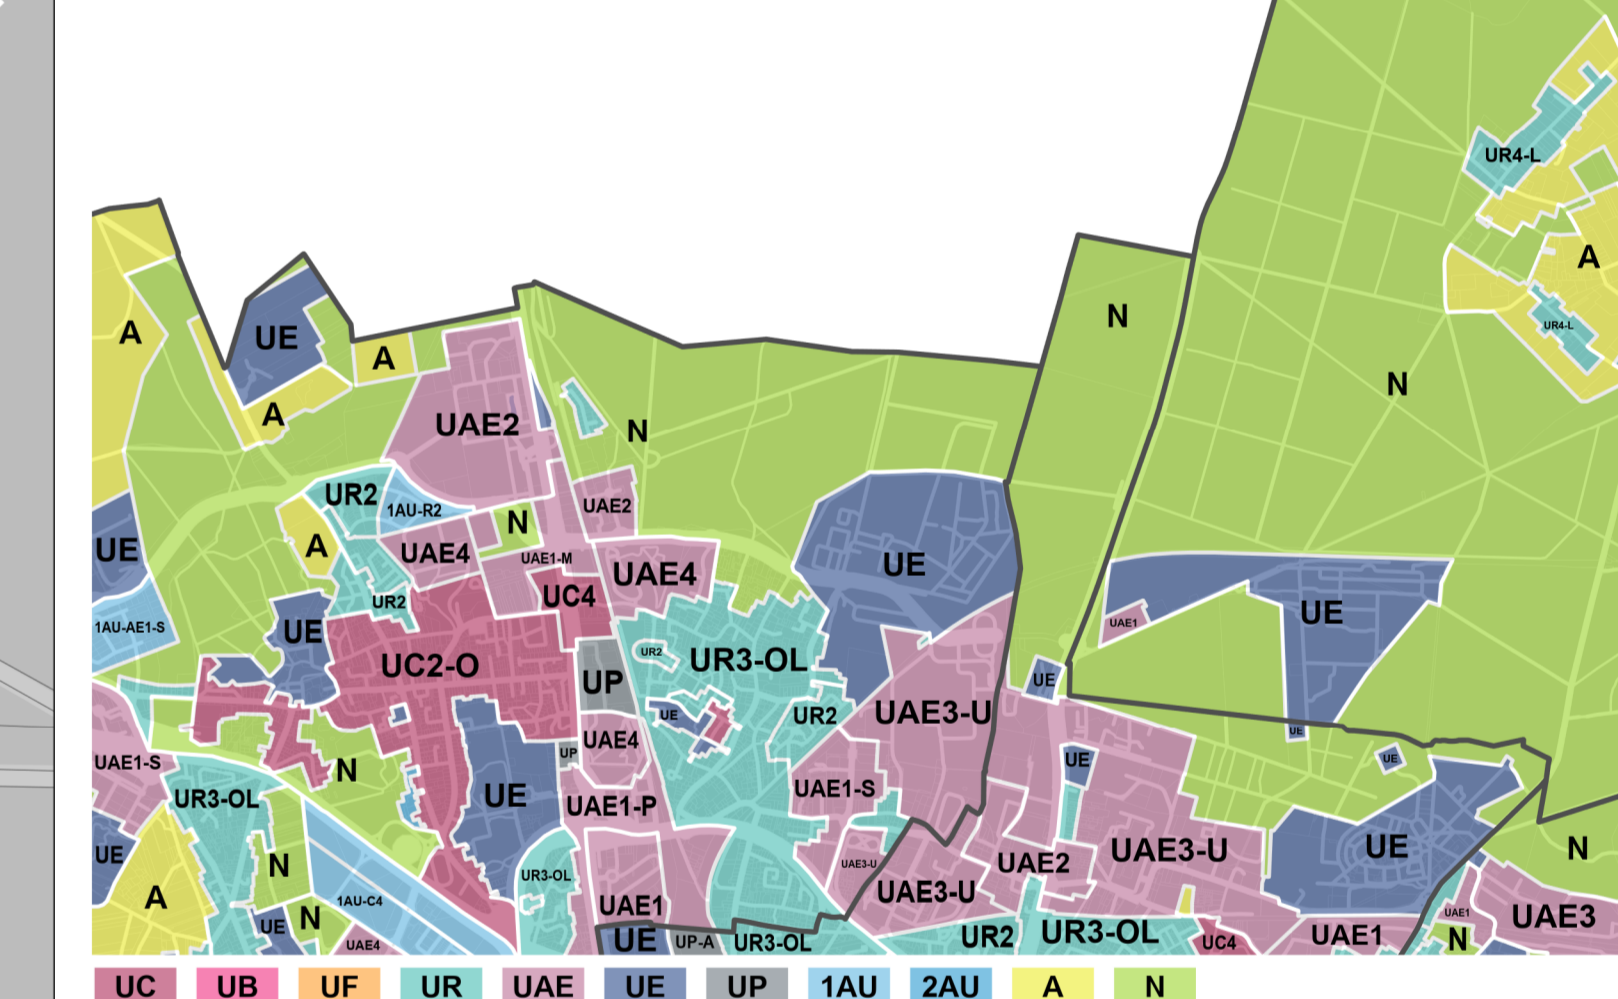 UR4-L
A
N
UR4-L
A
UE
A
N
A
UAE2
N
UR2
1AU-R2
UAE2
N
A
UAE4
UAE1-M
UAE4
UE
UE
UC4
UR2
1AU-AE1-S
UE
UAE1
UE
UC2-O
UP
UR2
UR3-OL
UE
UE
UAE3-U
UR2
UE
UAE4
UP
UE
UE
UAE1-S
N
UR3-OL
UE
UAE1-P
UAE1-S
UE
N
UAE3-U
UE
N
UR3-OL
UAE3-U
UAE2
A
1AU-C4
UAE1
UAE3-U
UE
N
UAE1
UAE3
UAE4
UE
UP-A
UR3-OL
UR2
UR3-OL
UC4
UAE1
N
UC UB UF UR UAE UE UP 1AU 2AU A N